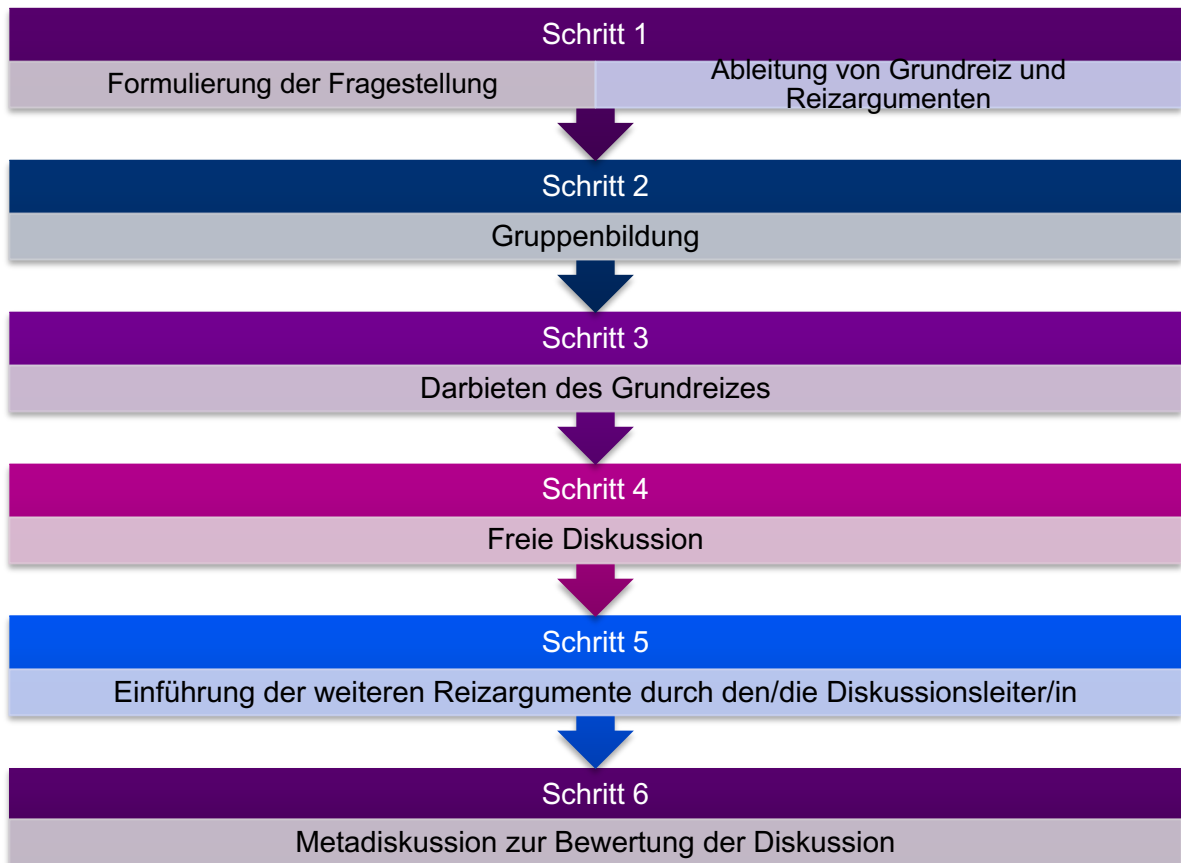 Schritt 1
Formulierung der Fragestellung
Ableitung von Grundreiz und
Reizargumenten
Schritt 2
Gruppenbildung
Schritt 3
Darbieten des Grundreizes
Schritt 4
Freie Diskussion
Schritt 5
Einführung der weiteren Reizargumente durch den/die Diskussionsleiter/in
Schritt 6
Metadiskussion zur Bewertung der Diskussion